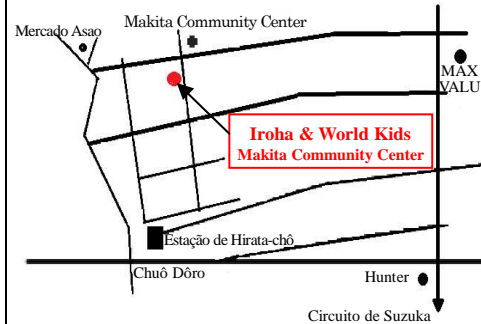 Makita Community Center
Mercado Asao
MAX
VALU
Iroha & World Kids
Makita Community Center
Estação de Hirata-chô
Chuô Dôro
Hunter
Circuito de Suzuka